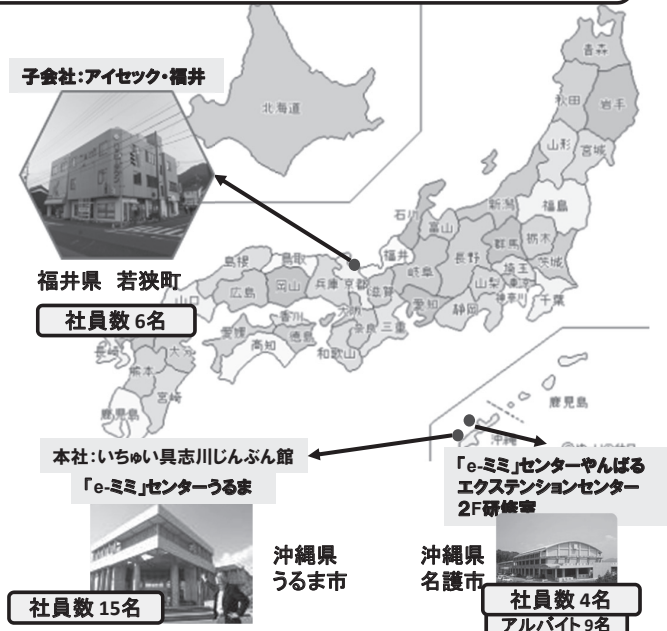 子会社:アイセック・福井
福井県 若狭町
社員数 6名
北海道
青森
秋田
岩手
山形
宮城
新潟
福島
石川
富山
群馬
栃木
福井
岐阜
長野
埼玉
茨城
山梨
東京
神奈川
千葉
島根
鳥取
兵庫
京都
滋賀
愛知
静岡
山口
広島
岡山
大阪
奈良
三重
香川
徳島
愛媛
高知
和歌山
長崎
大分
熊本
宮崎
鹿児島
鹿児島
沖縄
本社:いちゅい具志川じんぶん館
「e-ミミ」センターうるま
沖縄県
うるま市
社員数 15名
「e-ミミ」センターやんばる
エクステンションセンター
2F研修室
沖縄県
名護市
社員数 4名
アルバイト 9名